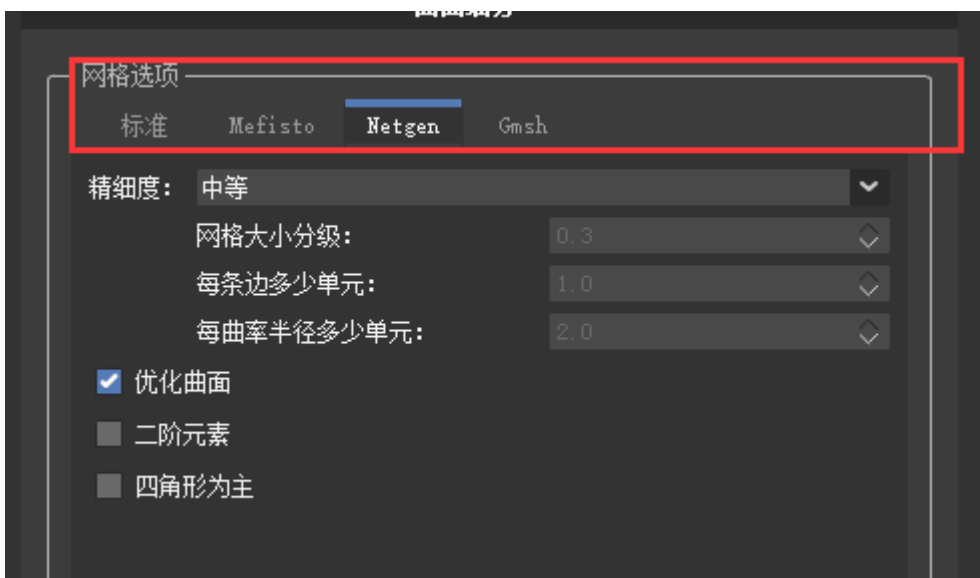 网格选项
标准 Mefisto Netgen Gmsh
精细度: 中等
网格大小分级: 0.3
每条边多少单元: 1.0
每曲率半径多少单元: 2.0
优化曲面
二阶元素
四角形为主